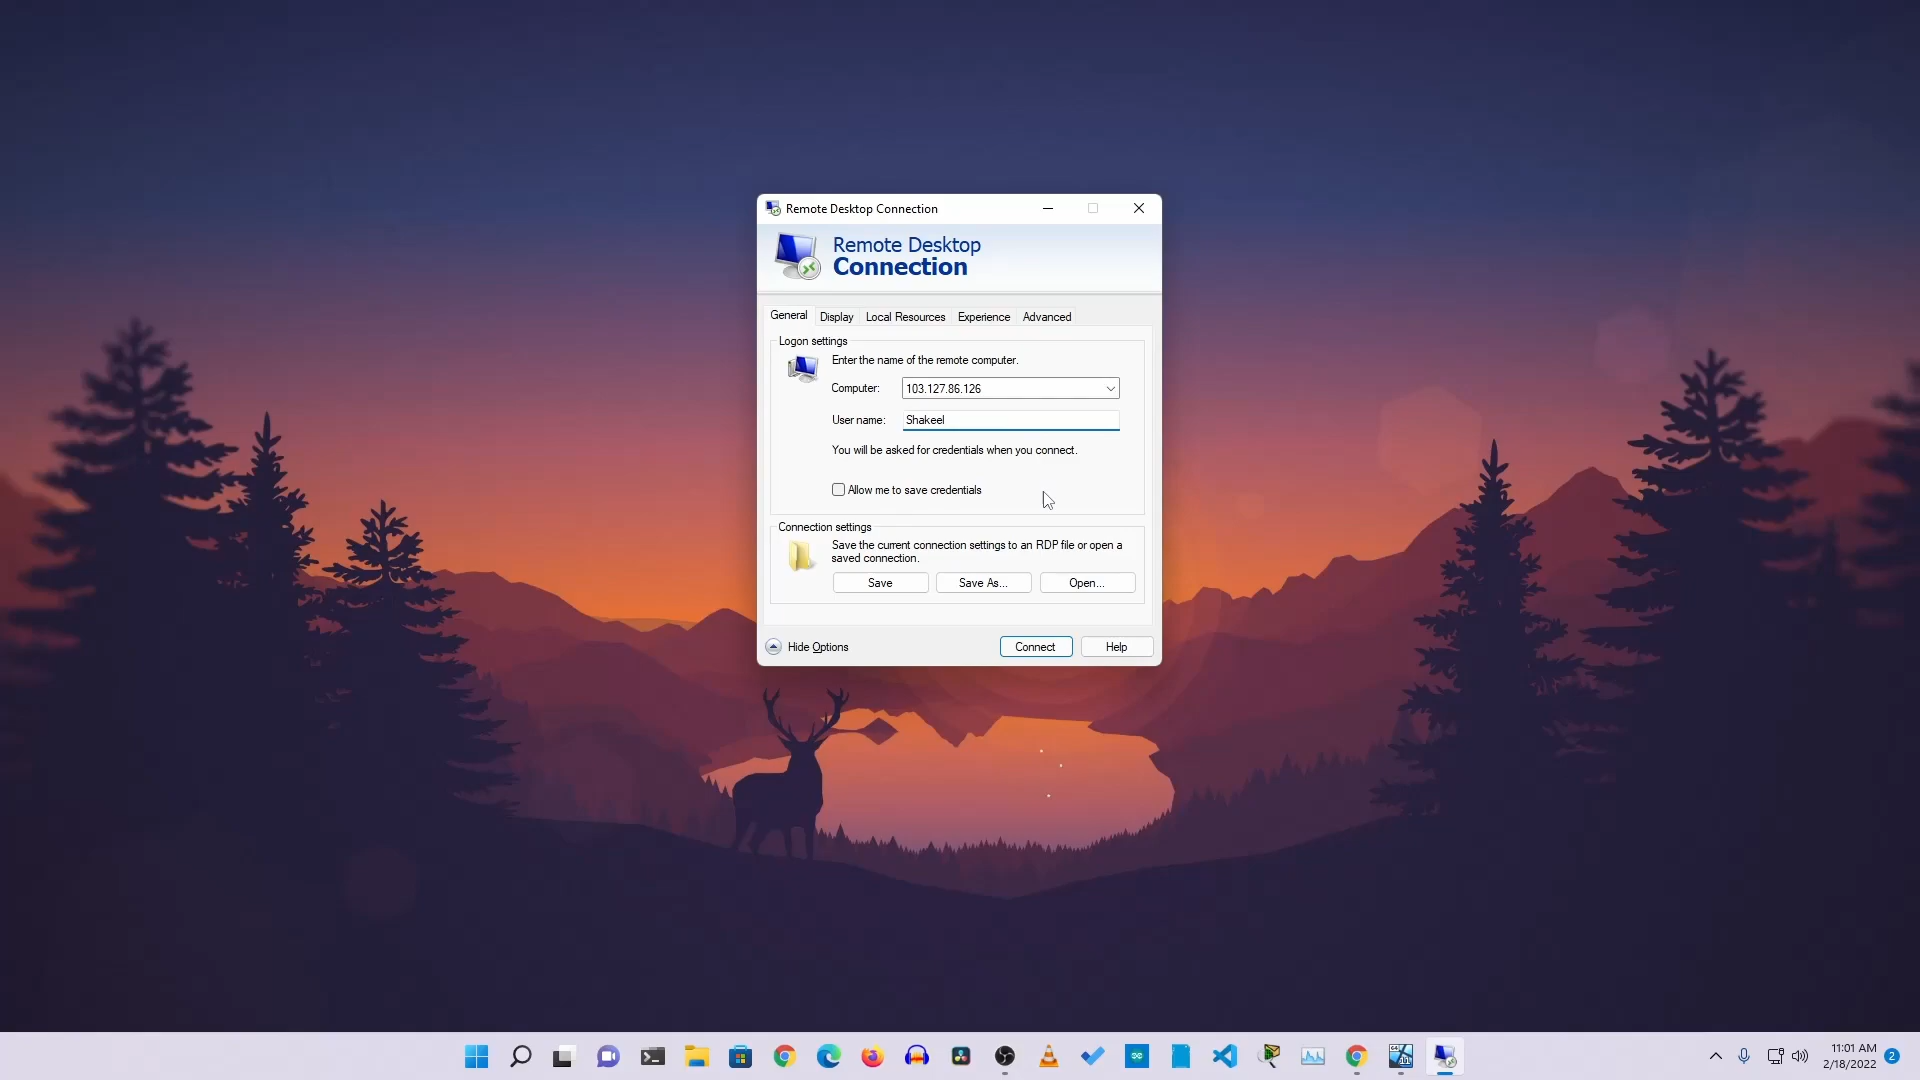 Remote Desktop Connection
Remote Desktop
Connection
General Display Local Resources Experience Advanced
Logon settings
Enter the name of the remote computer.
Computer: 103.127.86.126
User name: Shakeel
You will be asked for credentials when you connect.
Allow me to save credentials
Connection settings
Save the current connection settings to an RDP file or open a
saved connection.
Save Save As... Open...
Hide Options Connect Help
11:01 AM
2/18/2022 2